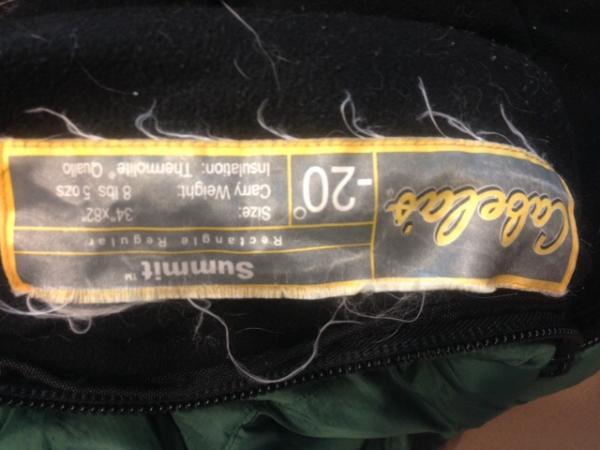 Cabela's®
-20°
Summit™
Rectangle Regular
Size: 34"x82"
Carry Weight: 8 lbs 5 ozs
Insulation: Thermolite® Quallo